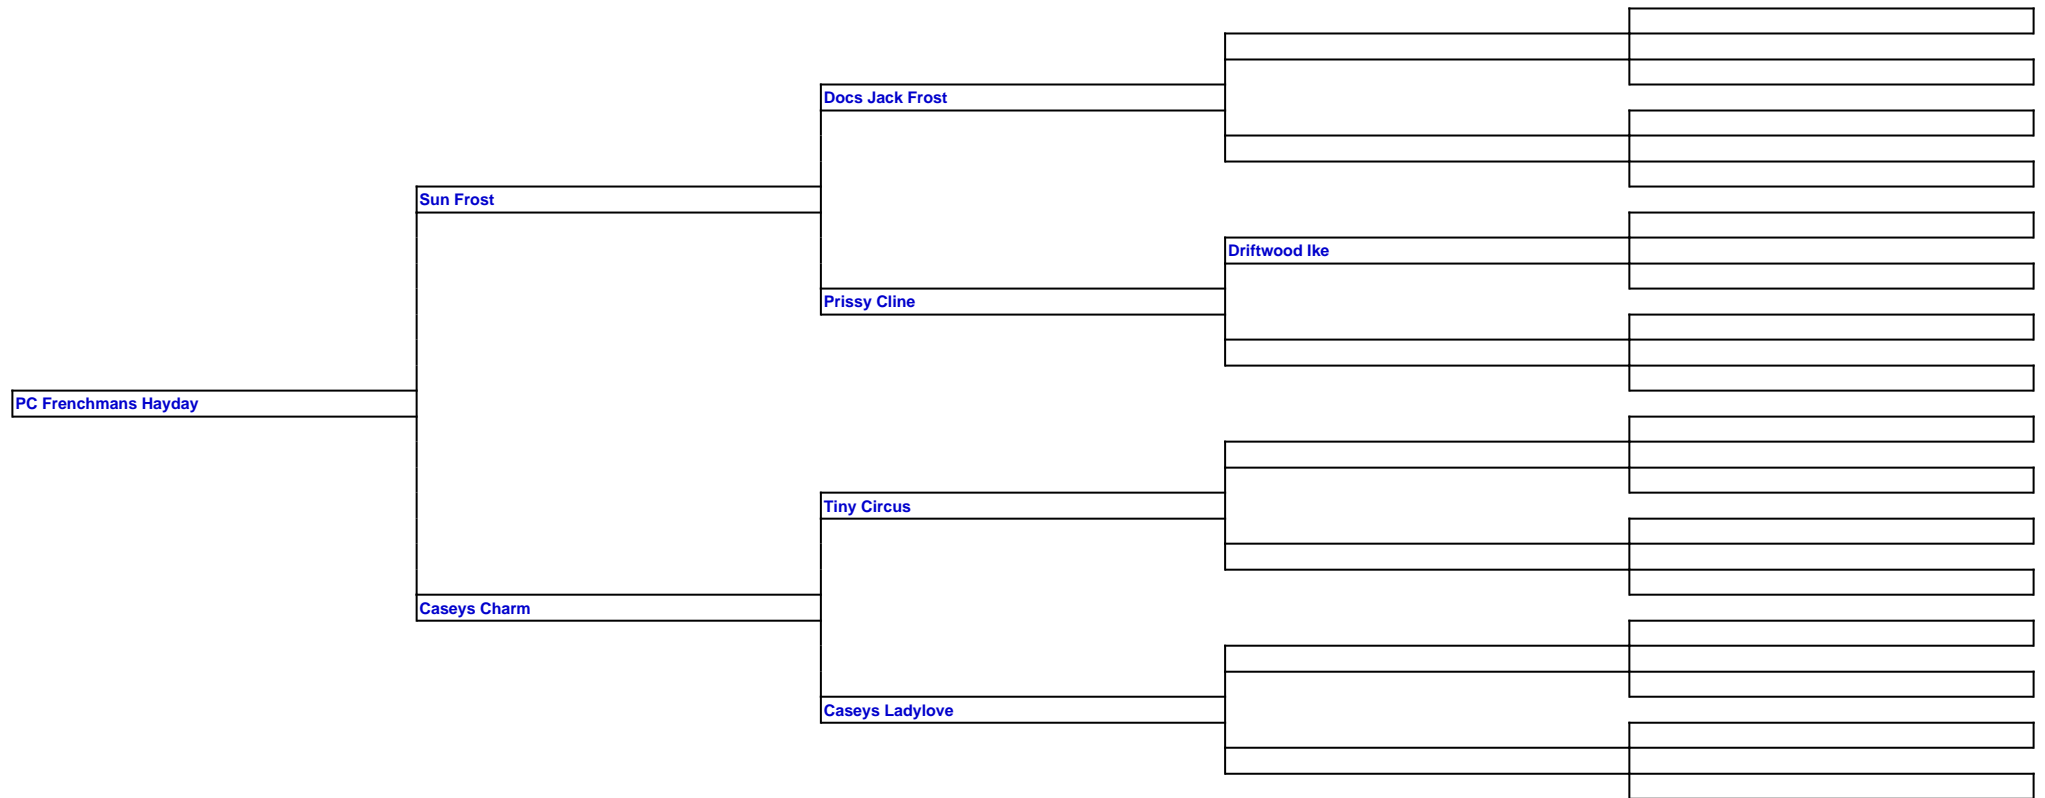 Docs Jack Frost
Sun Frost
Driftwood Ike
Prissy Cline
PC Frenchmans Hayday
Tiny Circus
Caseys Charm
Caseys Ladylove